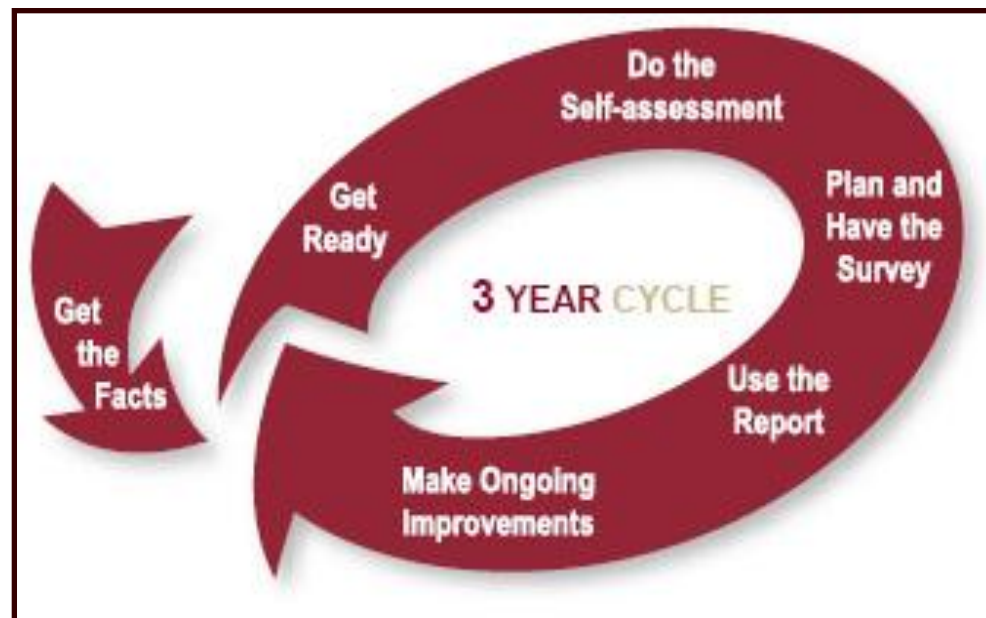 Get
the
Facts
Get
Ready
Do the
Self-assessment
Plan and
Have the
Survey
Use the
Report
Make Ongoing
Improvements
3 YEAR CYCLE